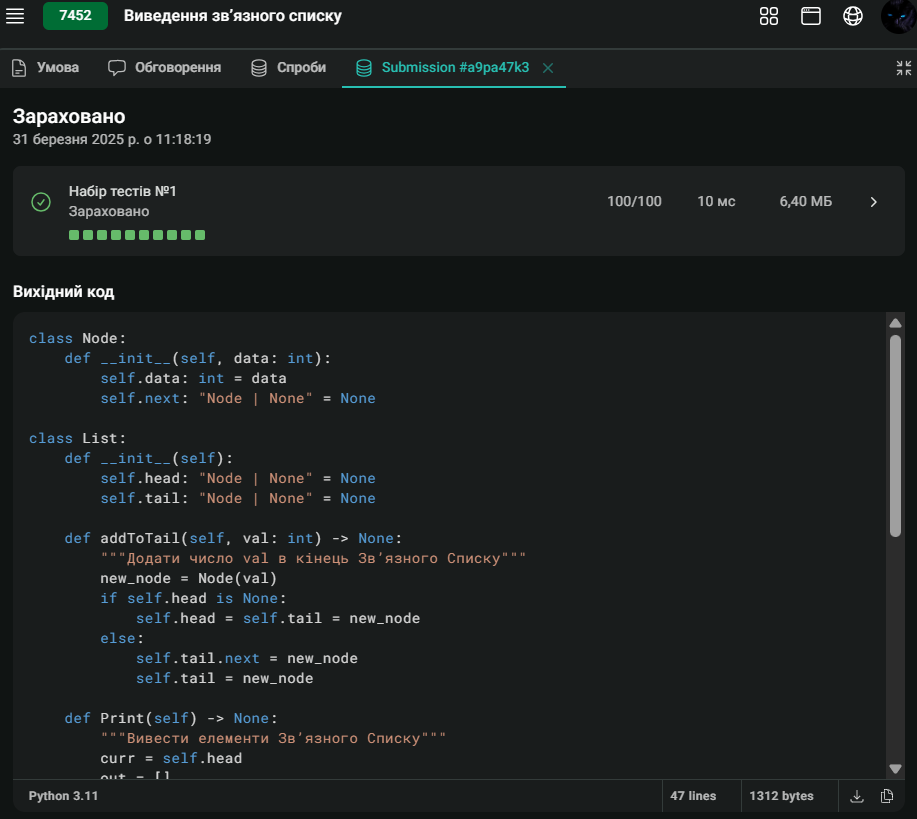 7452 Виведення зв’язного списку
Умова Обговорення Спроби Submission #a9pa47k3
Зараховано
31 березня 2025 р. о 11:18:19
Набір тестів №1
Зараховано
100/100 10 мс 6,40 МБ
Вихідний код
class Node:
    def __init__(self, data: int):
        self.data: int = data
        self.next: "Node | None" = None
class List:
    def __init__(self):
        self.head: "Node | None" = None
        self.tail: "Node | None" = None
    def addToTail(self, val: int) -> None:
        """Додати число val в кінець Зв’язного Списку"""
        new_node = Node(val)
        if self.head is None:
            self.head = self.tail = new_node
        else:
            self.tail.next = new_node
            self.tail = new_node
    def Print(self) -> None:
        """Вивести елементи Зв’язного Списку"""
        curr = self.head
        out = []
Python 3.11 47 lines 1312 bytes